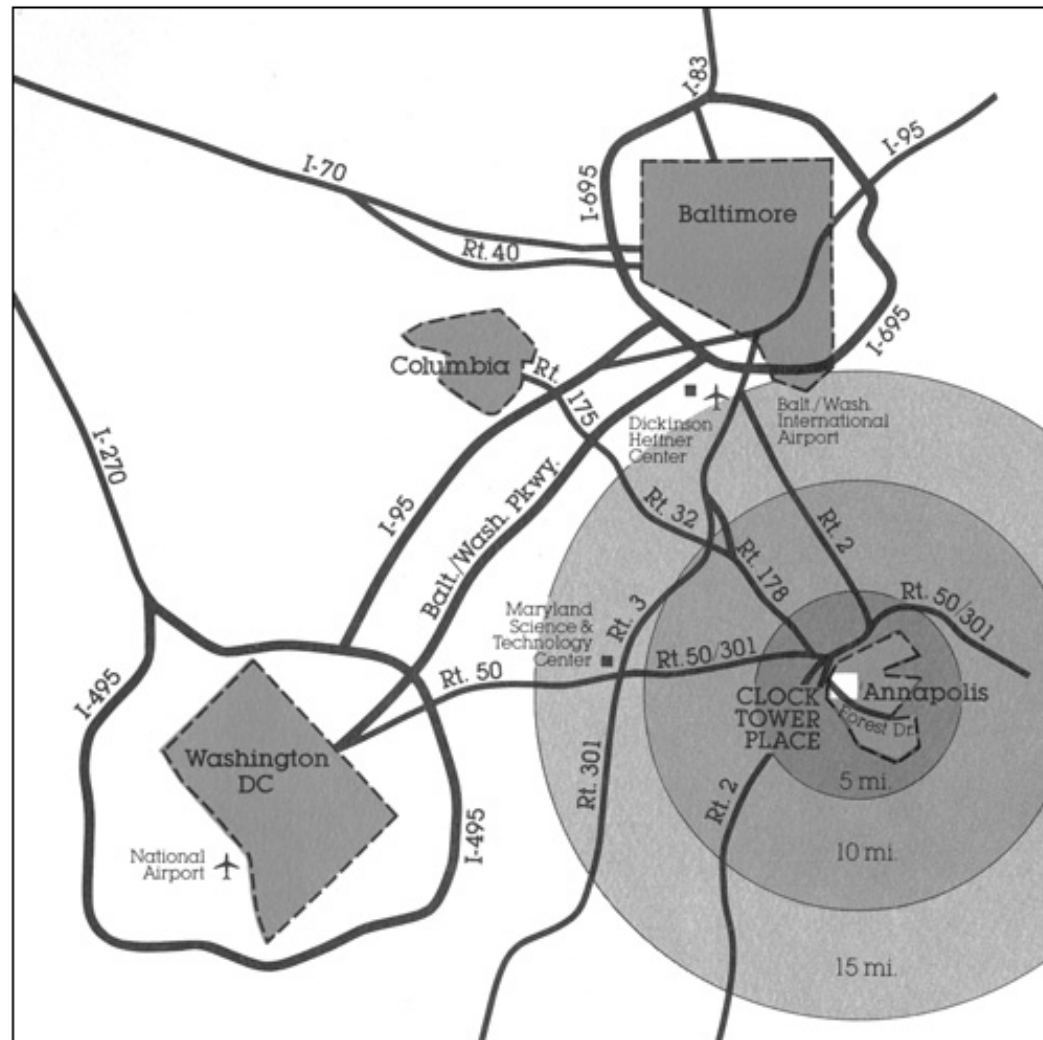 I-83
I-95
I-70
I-695
Baltimore
Rt. 40
I-695
Columbia
Rt.
175
Dickinson
Heffner
Center
Balt./Wash.
International
Airport
I-270
I-95
Balt./Wash. Pkwy.
Rt. 32
Rt. 2
Rt. 178
Maryland
Science &
Technology
Center
Rt. 3
Rt. 50/301
I-495
Rt. 50
Rt.50/301
CLOCK
TOWER
PLACE
Annapolis
Forest Dr.
Washington
DC
5 mi.
Rt. 301
Rt. 2
I-495
National
Airport
10 mi.
15 mi.